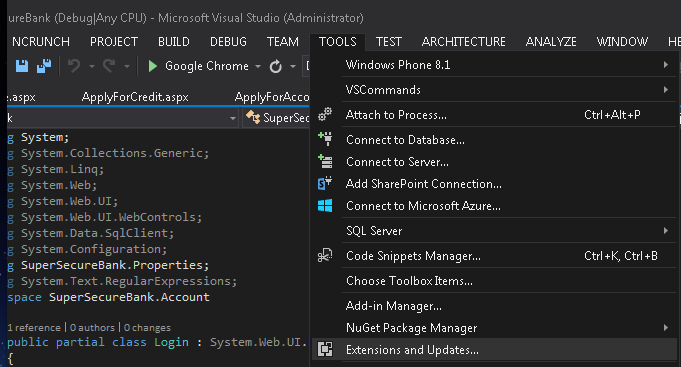 ureBank (Debug|Any CPU) - Microsoft Visual Studio (Administrator)
NCRUNCH PROJECT BUILD DEBUG TEAM TOOLS TEST ARCHITECTURE ANALYZE WINDOW HE
Google Chrome D
e.aspx ApplyForCredit.aspx ApplyForAcco
k SuperSec
g System;
g System.Collections.Generic;
g System.Linq;
g System.Web;
g System.Web.UI;
g System.Web.UI.WebControls;
g System.Data.SqlClient;
g System.Configuration;
g SuperSecureBank.Properties;
g System.Text.RegularExpressions;
space SuperSecureBank.Account
1 reference | 0 authors | 0 changes
public partial class Login : System.Web.UI.
{
Windows Phone 8.1
VSCommands
Attach to Process... Ctrl+Alt+P
Connect to Database...
Connect to Server...
Add SharePoint Connection...
Connect to Microsoft Azure...
SQL Server
Code Snippets Manager... Ctrl+K, Ctrl+B
Choose Toolbox Items...
Add-in Manager...
NuGet Package Manager
Extensions and Updates...